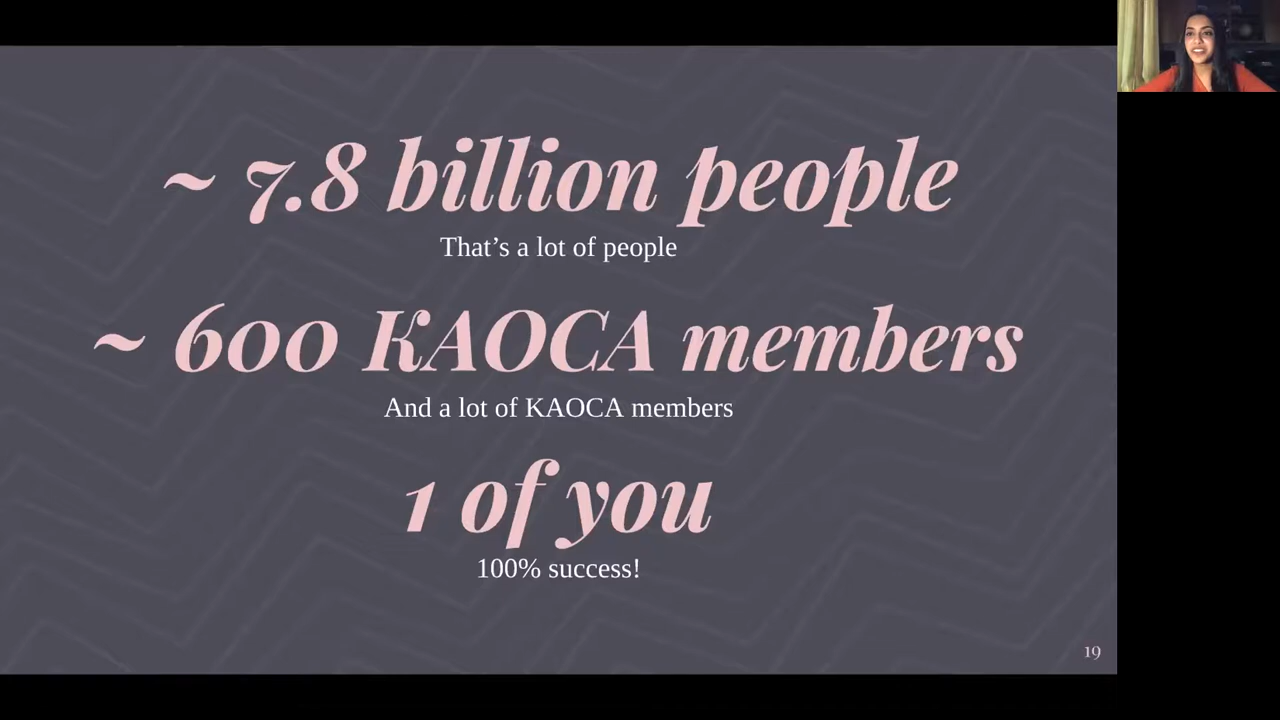 ~ 7.8 billion people
That’s a lot of people
~ 600 KAOCA members
And a lot of KAOCA members
1 of you
100% success!
19